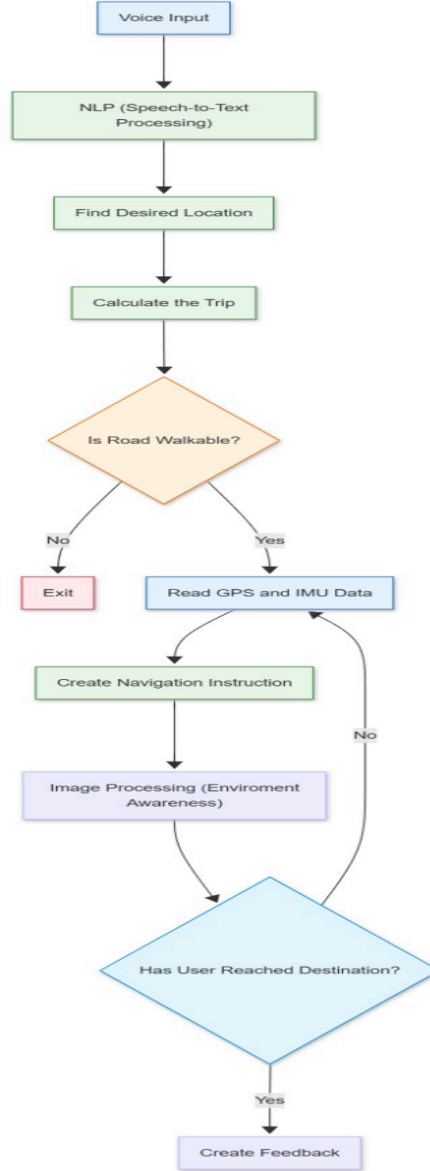 Voice Input
NLP (Speech-to-Text
Processing)
Find Desired Location
Calculate the Trip
Is Road Walkable?
No
Yes
Exit
Read GPS and IMU Data
Create Navigation Instruction
No
Image Processing (Enviroment
Awareness)
Has User Reached Destination?
Yes
Create Feedback